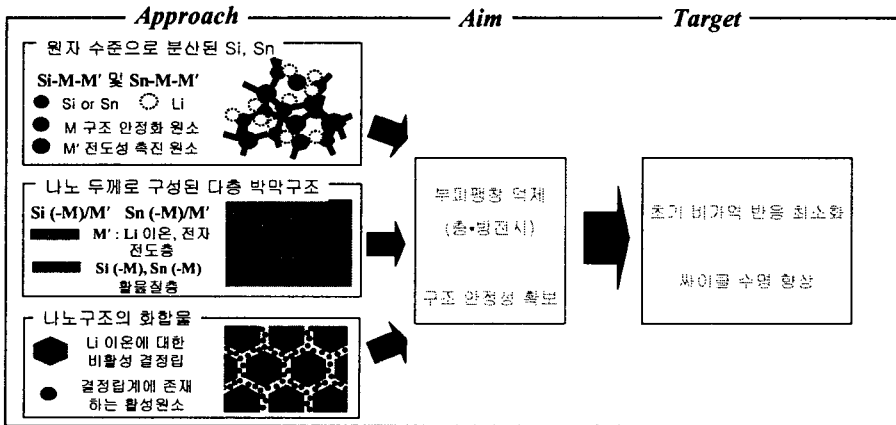 Approach
Aim
Target
원자 수준으로 분산된 Si, Sn
Si-M-M′ 및 Sn-M-M′
Si or Sn
Li
M 구조 안정화 원소
M′ 전도성 촉진 원소
나노 두께로 구성된 다층 박막구조
Si (-M)/M′ Sn (-M)/M′
M′ : Li 이온, 전자
전도층
Si (-M), Sn (-M)
활물질층
나노구조의 화합물
Li 이온에 대한
비활성 결정립
결정립계에 존재
하는 활성원소
부피팽창 억제
(충•방전시)
구조 안정성 확보
초기 비가역 반응 최소화
싸이클 수명 향상